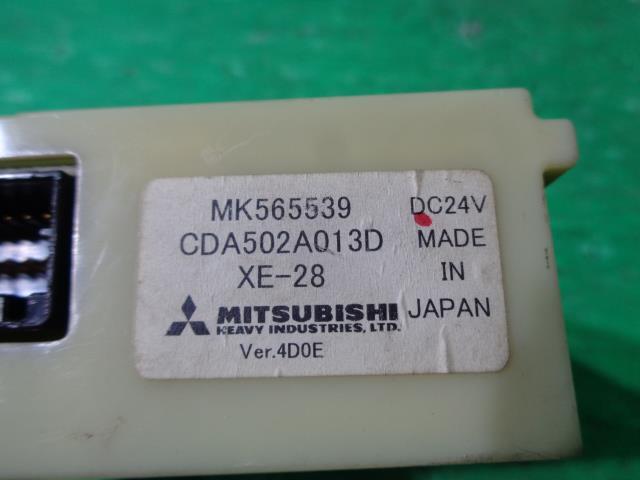 MK565539 DC24V
CDA502A013D MADE
XE-28 IN
MITSUBISHI JAPAN
HEAVY INDUSTRIES, LTD.
Ver.4D0E